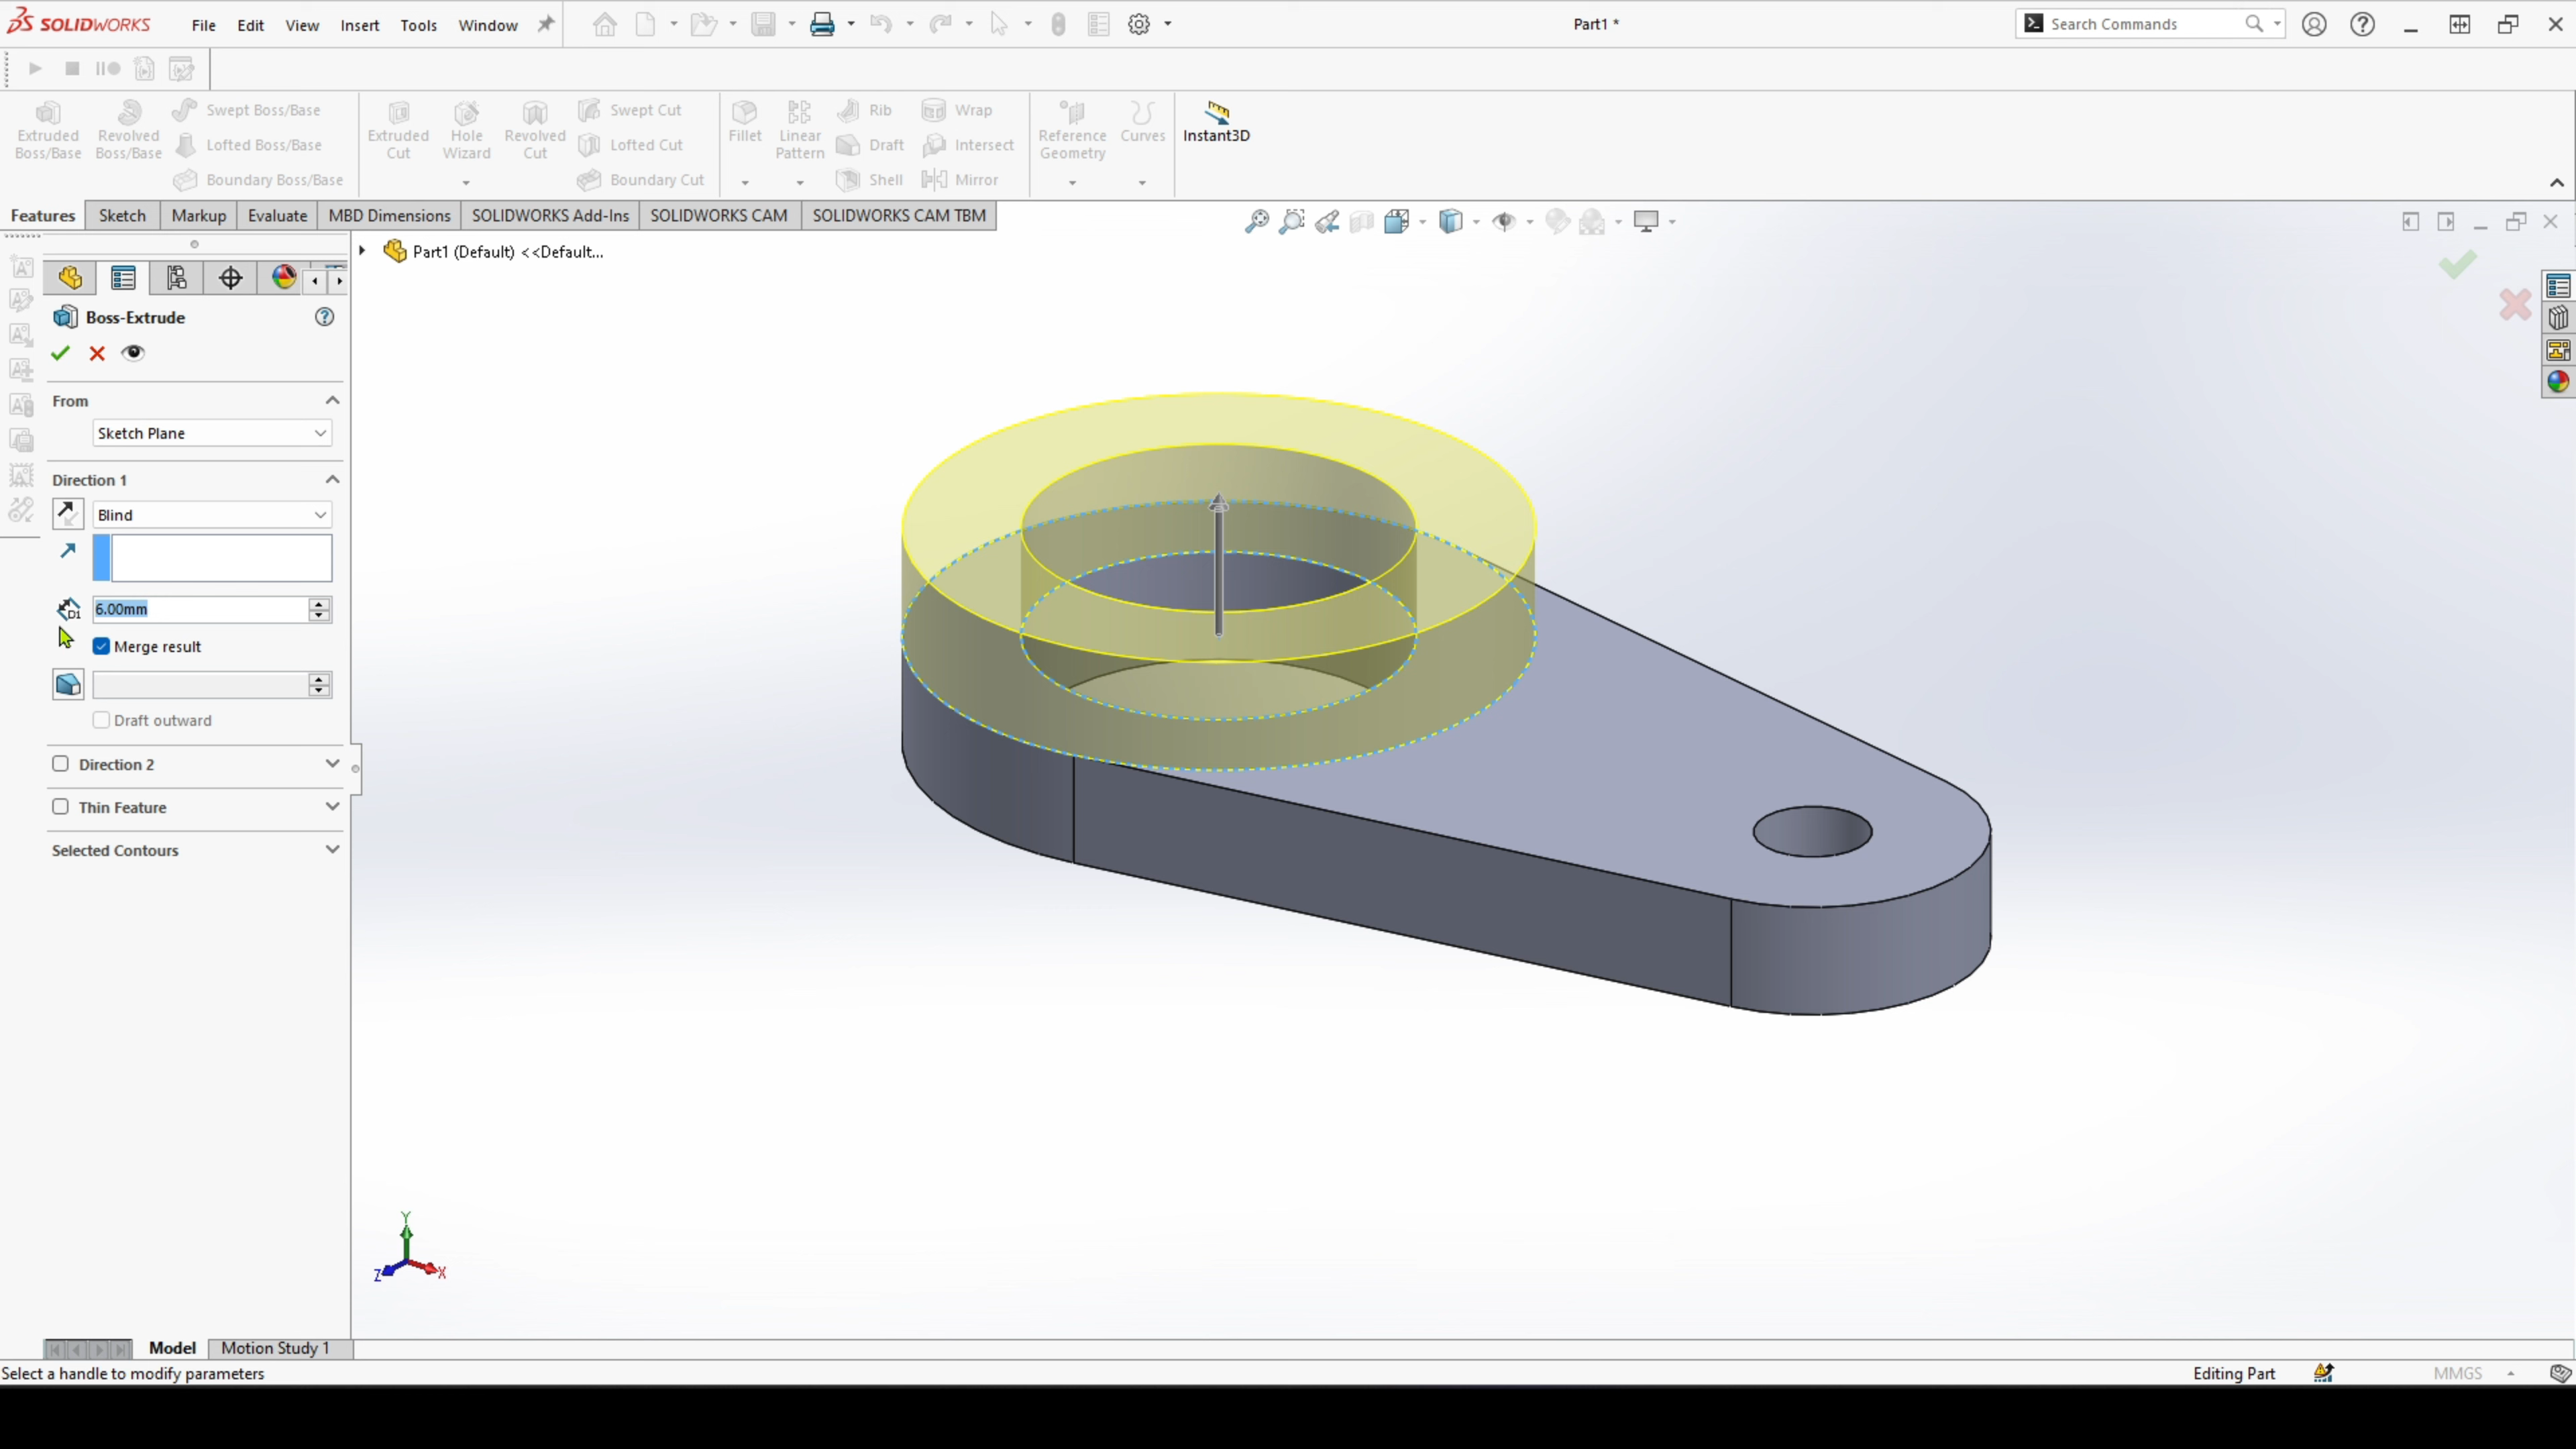 SOLIDWORKS File Edit View Insert Tools Window Part1 * Search Commands
Extruded Boss/Base
Revolved Boss/Base
Swept Boss/Base
Lofted Boss/Base
Boundary Boss/Base
Extruded Cut
Hole Wizard
Revolved Cut
Swept Cut
Lofted Cut
Boundary Cut
Fillet
Linear Pattern
Rib
Draft
Shell
Wrap
Intersect
Mirror
Reference Geometry
Curves
Instant3D
Features Sketch Markup Evaluate MBD Dimensions SOLIDWORKS Add-Ins SOLIDWORKS CAM SOLIDWORKS CAM TBM
Part1 (Default) <<Default...
Boss-Extrude
From
Sketch Plane
Direction 1
Blind
D1 6.00mm
Merge result
Draft outward
Direction 2
Thin Feature
Selected Contours
Y
Z X
Model Motion Study 1
Select a handle to modify parameters Editing Part MMGS